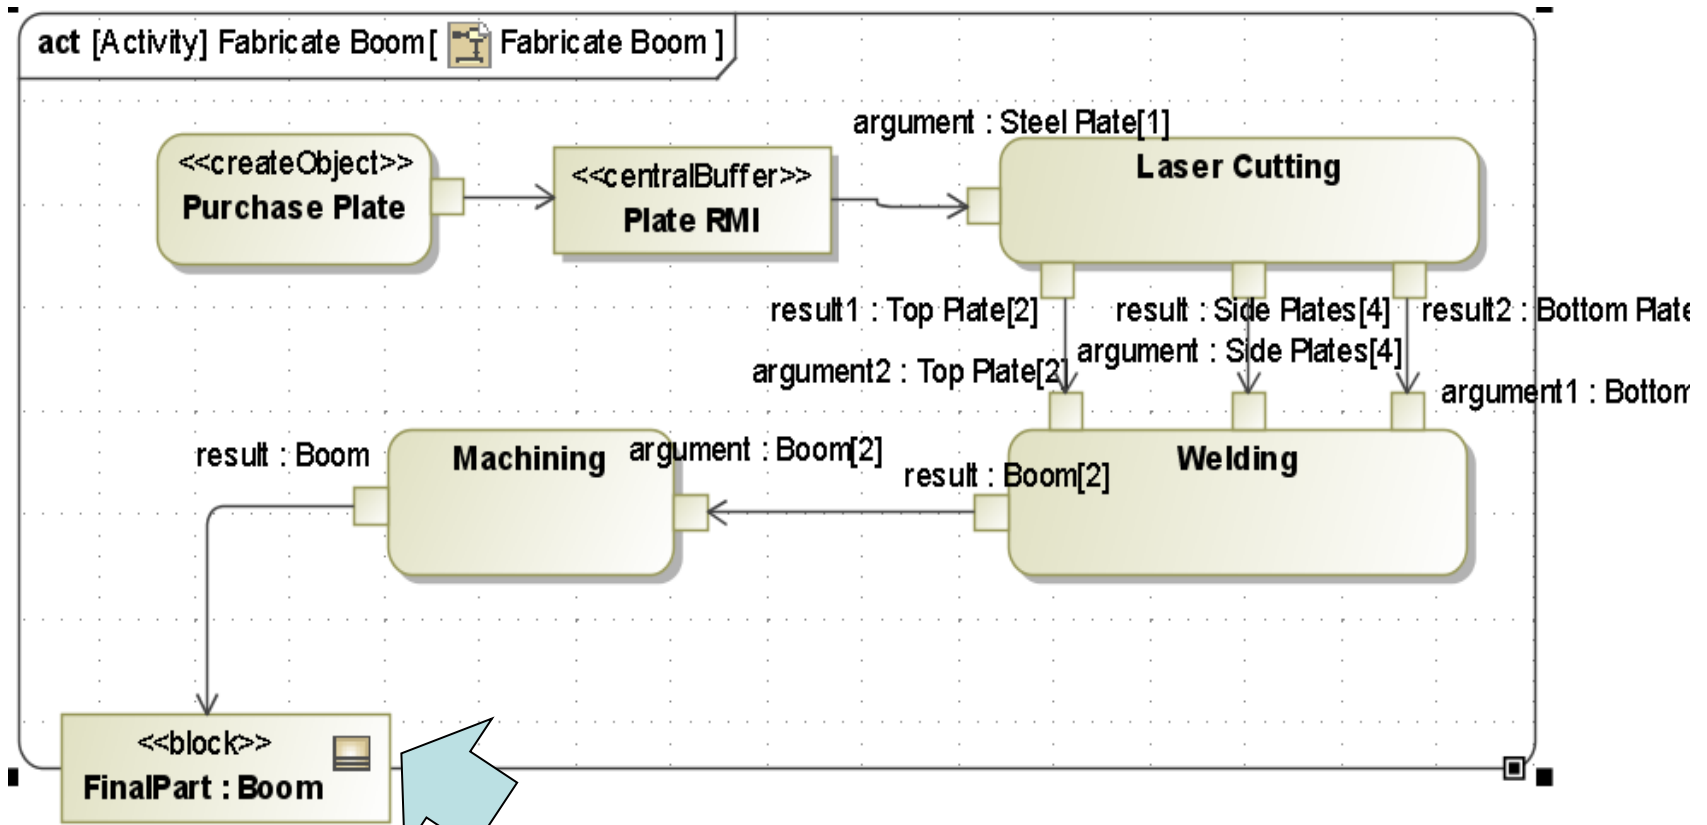 act [Activity] Fabricate Boom[ Fabricate Boom ]
argument : Steel Plate[1]
<<createObject>>
Purchase Plate
<<centralBuffer>>
Plate RMI
Laser Cutting
result1 : Top Plate[2]
result : Side Plates[4]
result2 : Bottom Plate
argument : Side Plates[4]
argument2 : Top Plate[2]
argument1 : Bottom
result : Boom
Machining
argument : Boom[2]
result : Boom[2]
Welding
<<block>>
FinalPart : Boom